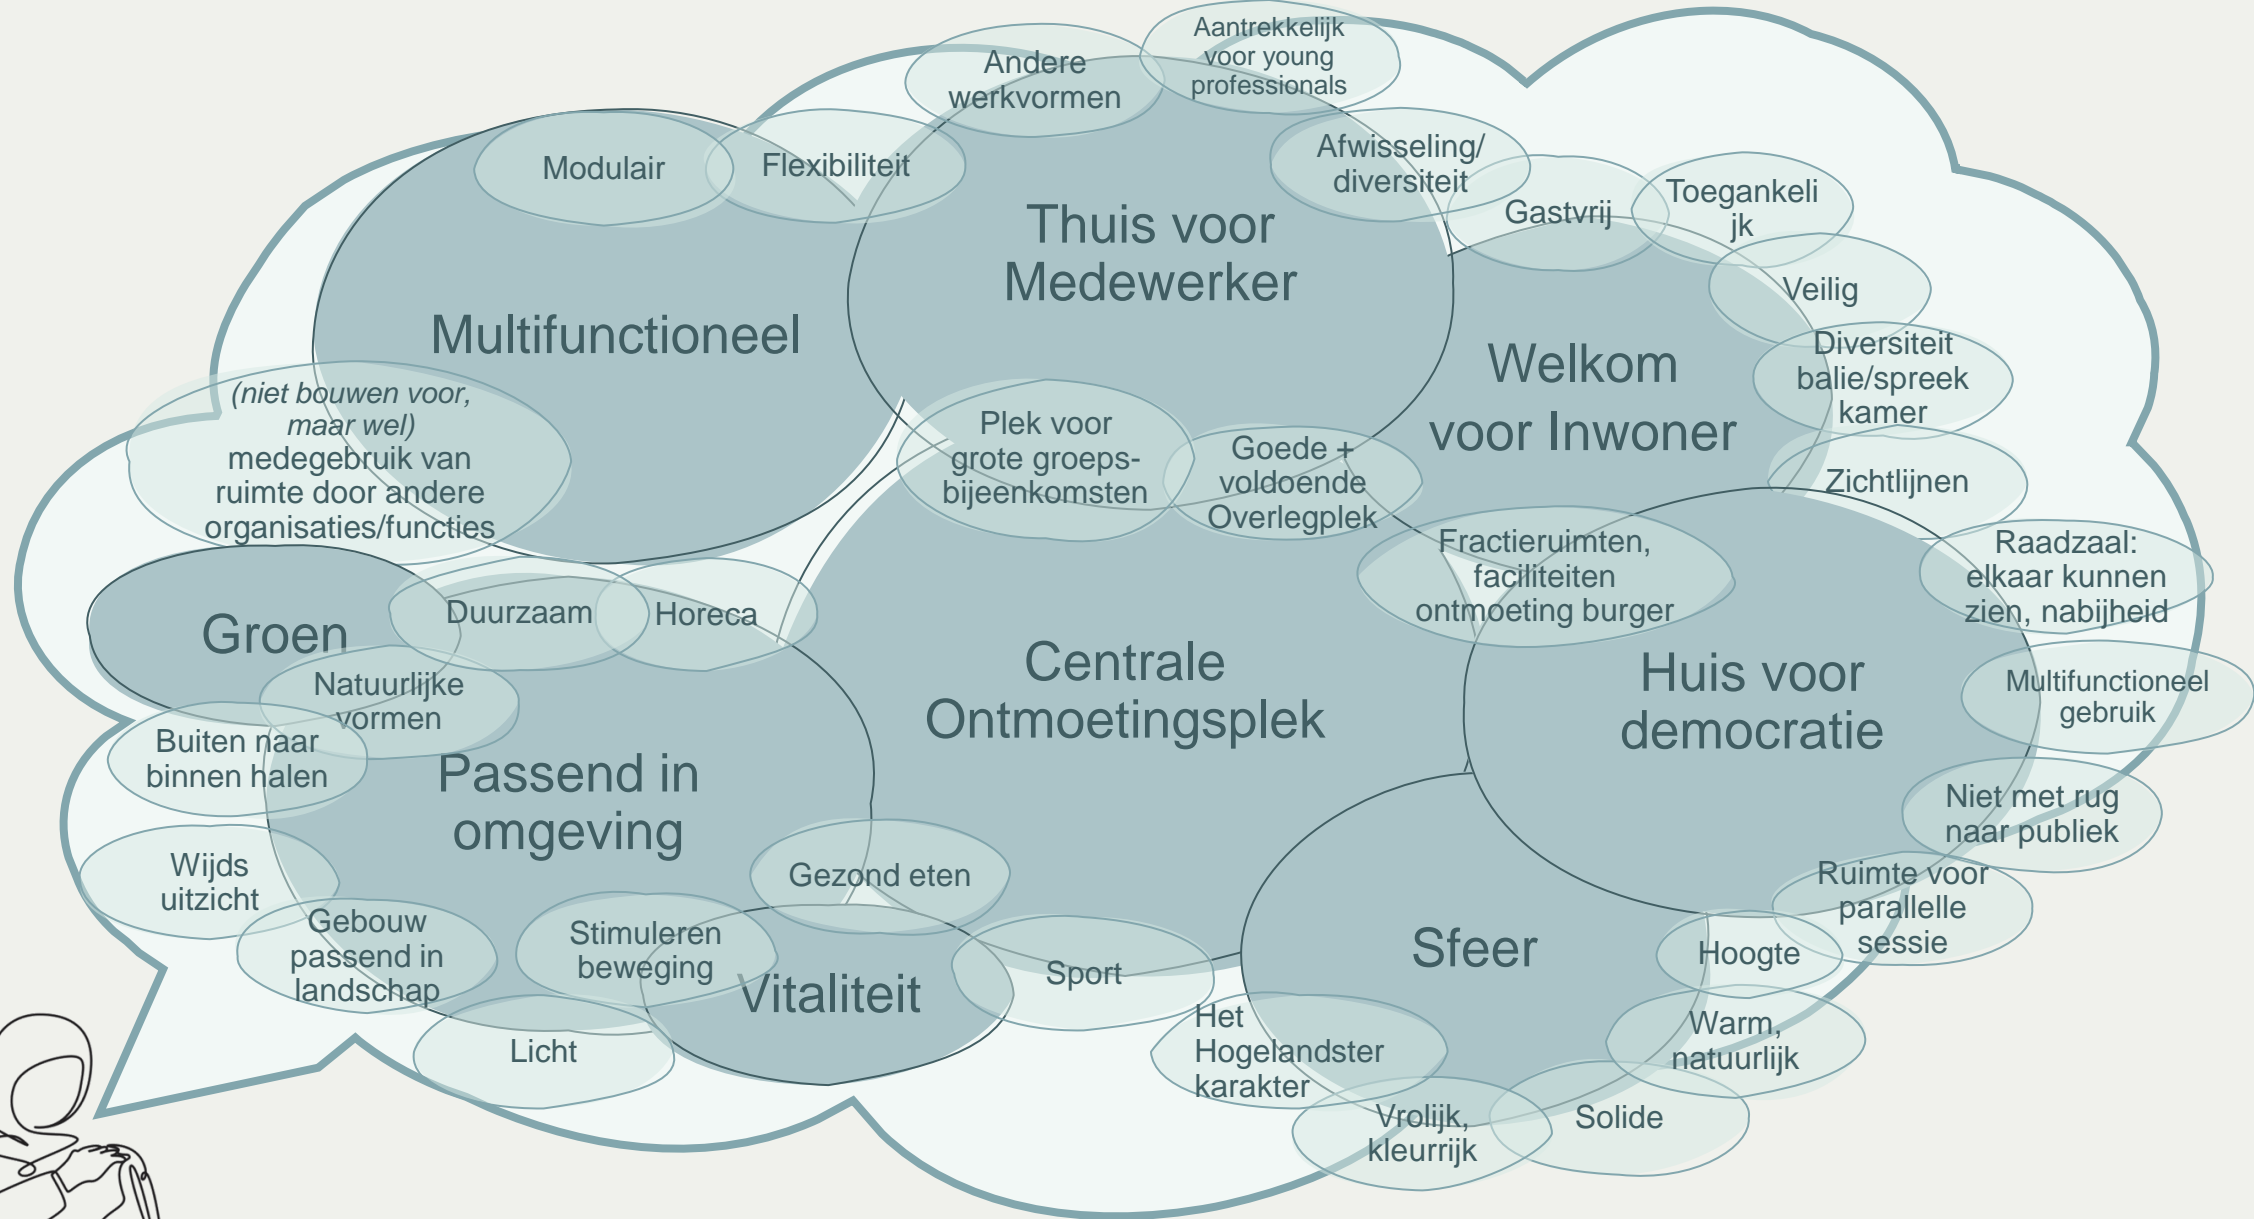 Aantrekkelijk
voor young
professionals
Andere
werkvormen
Modulair
Flexibiliteit
Afwisseling/
diversiteit
Gastvrij
Toegankeli
jk
Thuis voor
Medewerker
Veilig
Multifunctioneel
Welkom
voor Inwoner
Diversiteit
balie/spreek
kamer
(niet bouwen voor,
maar wel)
medegebruik van
ruimte door andere
organisaties/functies
Plek voor
grote groeps-
bijeenkomsten
Goede +
voldoende
Overlegplek
Zichtlijnen
Fractieruimten,
faciliteiten
ontmoeting burger
Raadzaal:
elkaar kunnen
zien, nabijheid
Groen
Duurzaam
Horeca
Natuurlijke
vormen
Centrale
Ontmoetingsplek
Huis voor
democratie
Multifunctioneel
gebruik
Buiten naar
binnen halen
Passend in
omgeving
Niet met rug
naar publiek
Wijds
uitzicht
Gezond eten
Ruimte voor
parallelle
sessie
Gebouw
passend in
landschap
Stimuleren
beweging
Vitaliteit
Sport
Sfeer
Hoogte
Licht
Het
Hogelandster
karakter
Warm,
natuurlijk
Vrolijk,
kleurrijk
Solide